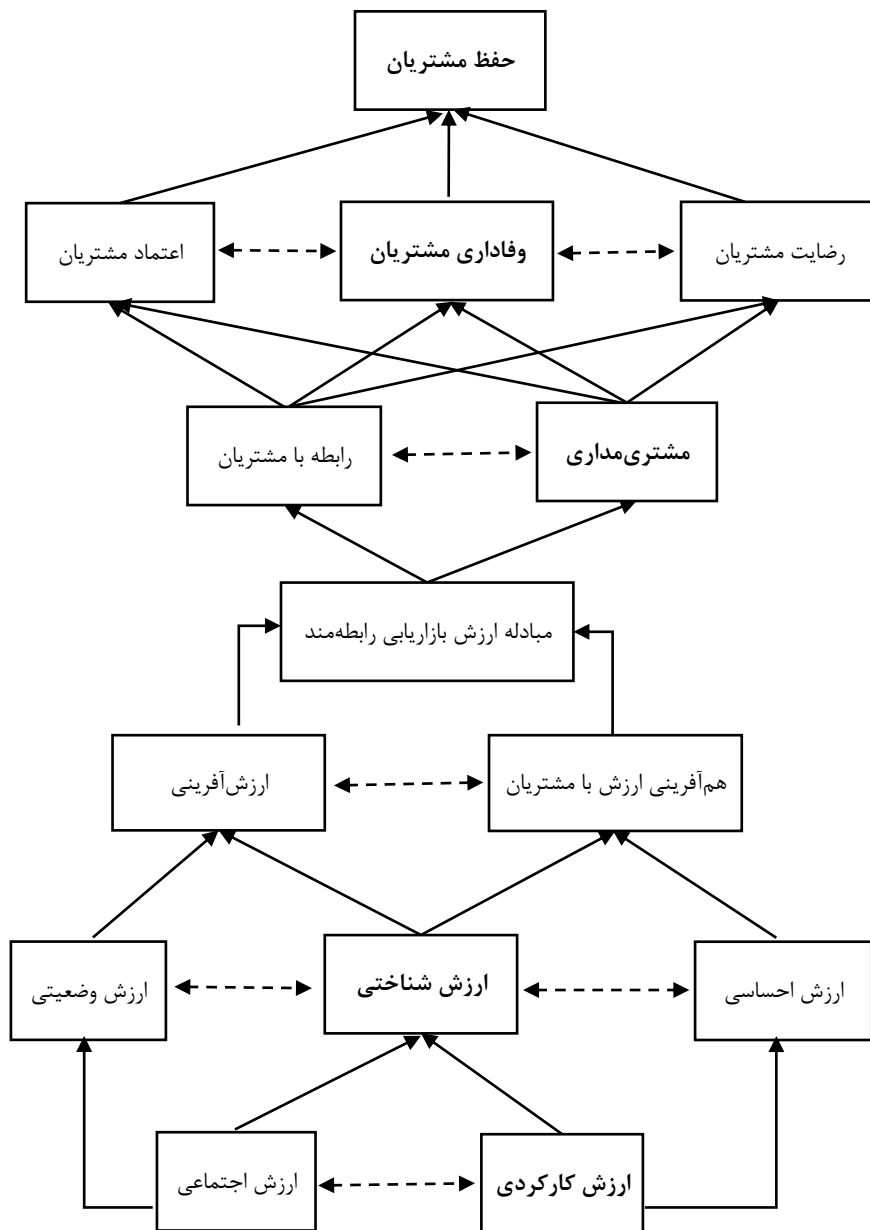 حفظ مشتریان
رضایت مشتریان
وفاداری مشتریان
اعتماد مشتریان
مشتری‌مداری
رابطه با مشتریان
مبادله ارزش بازاریابی رابطه‌مند
هم‌آفرینی ارزش با مشتریان
ارزش‌آفرینی
ارزش احساسی
ارزش شناختی
ارزش وضعیتی
ارزش کارکردی
ارزش اجتماعی